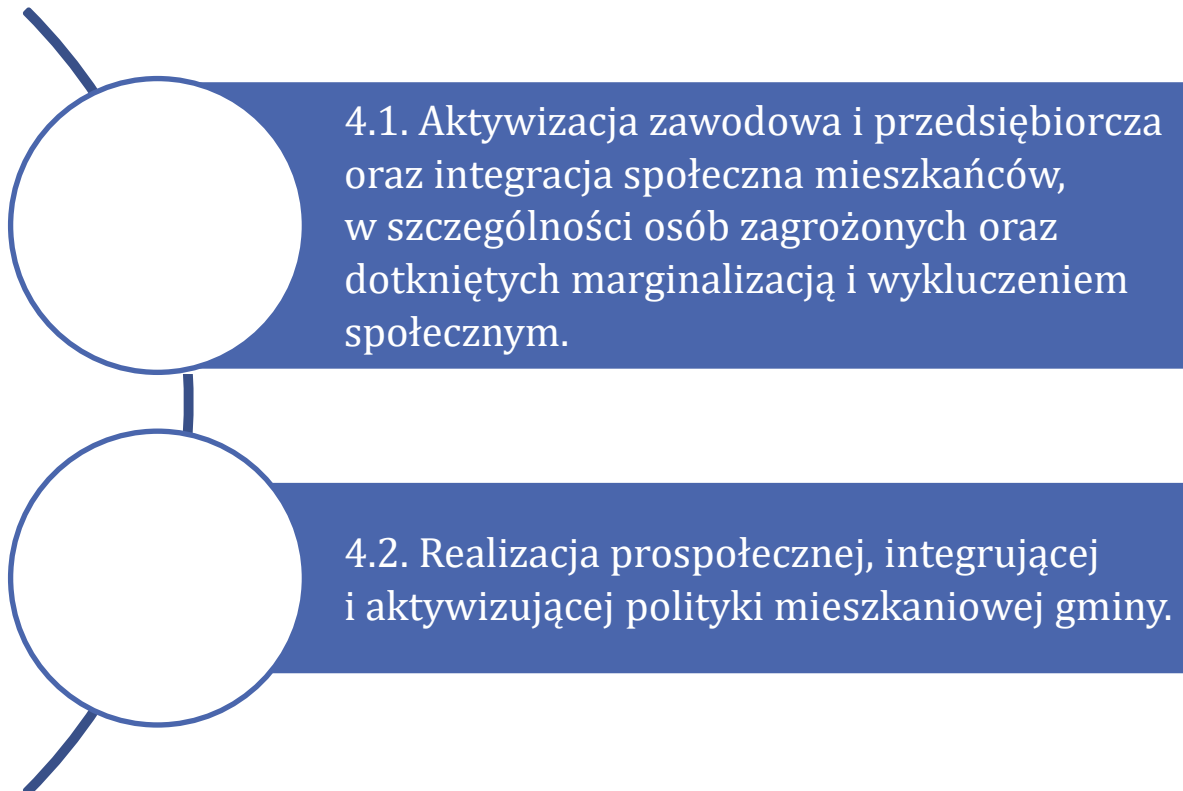 4.1. Aktywizacja zawodowa i przedsiębiorcza
oraz integracja społeczna mieszkańców,
w szczególności osób zagrożonych oraz
dotkniętych marginalizacją i wykluczeniem
społecznym.
4.2. Realizacja prospołecznej, integrującej
i aktywizującej polityki mieszkaniowej gminy.